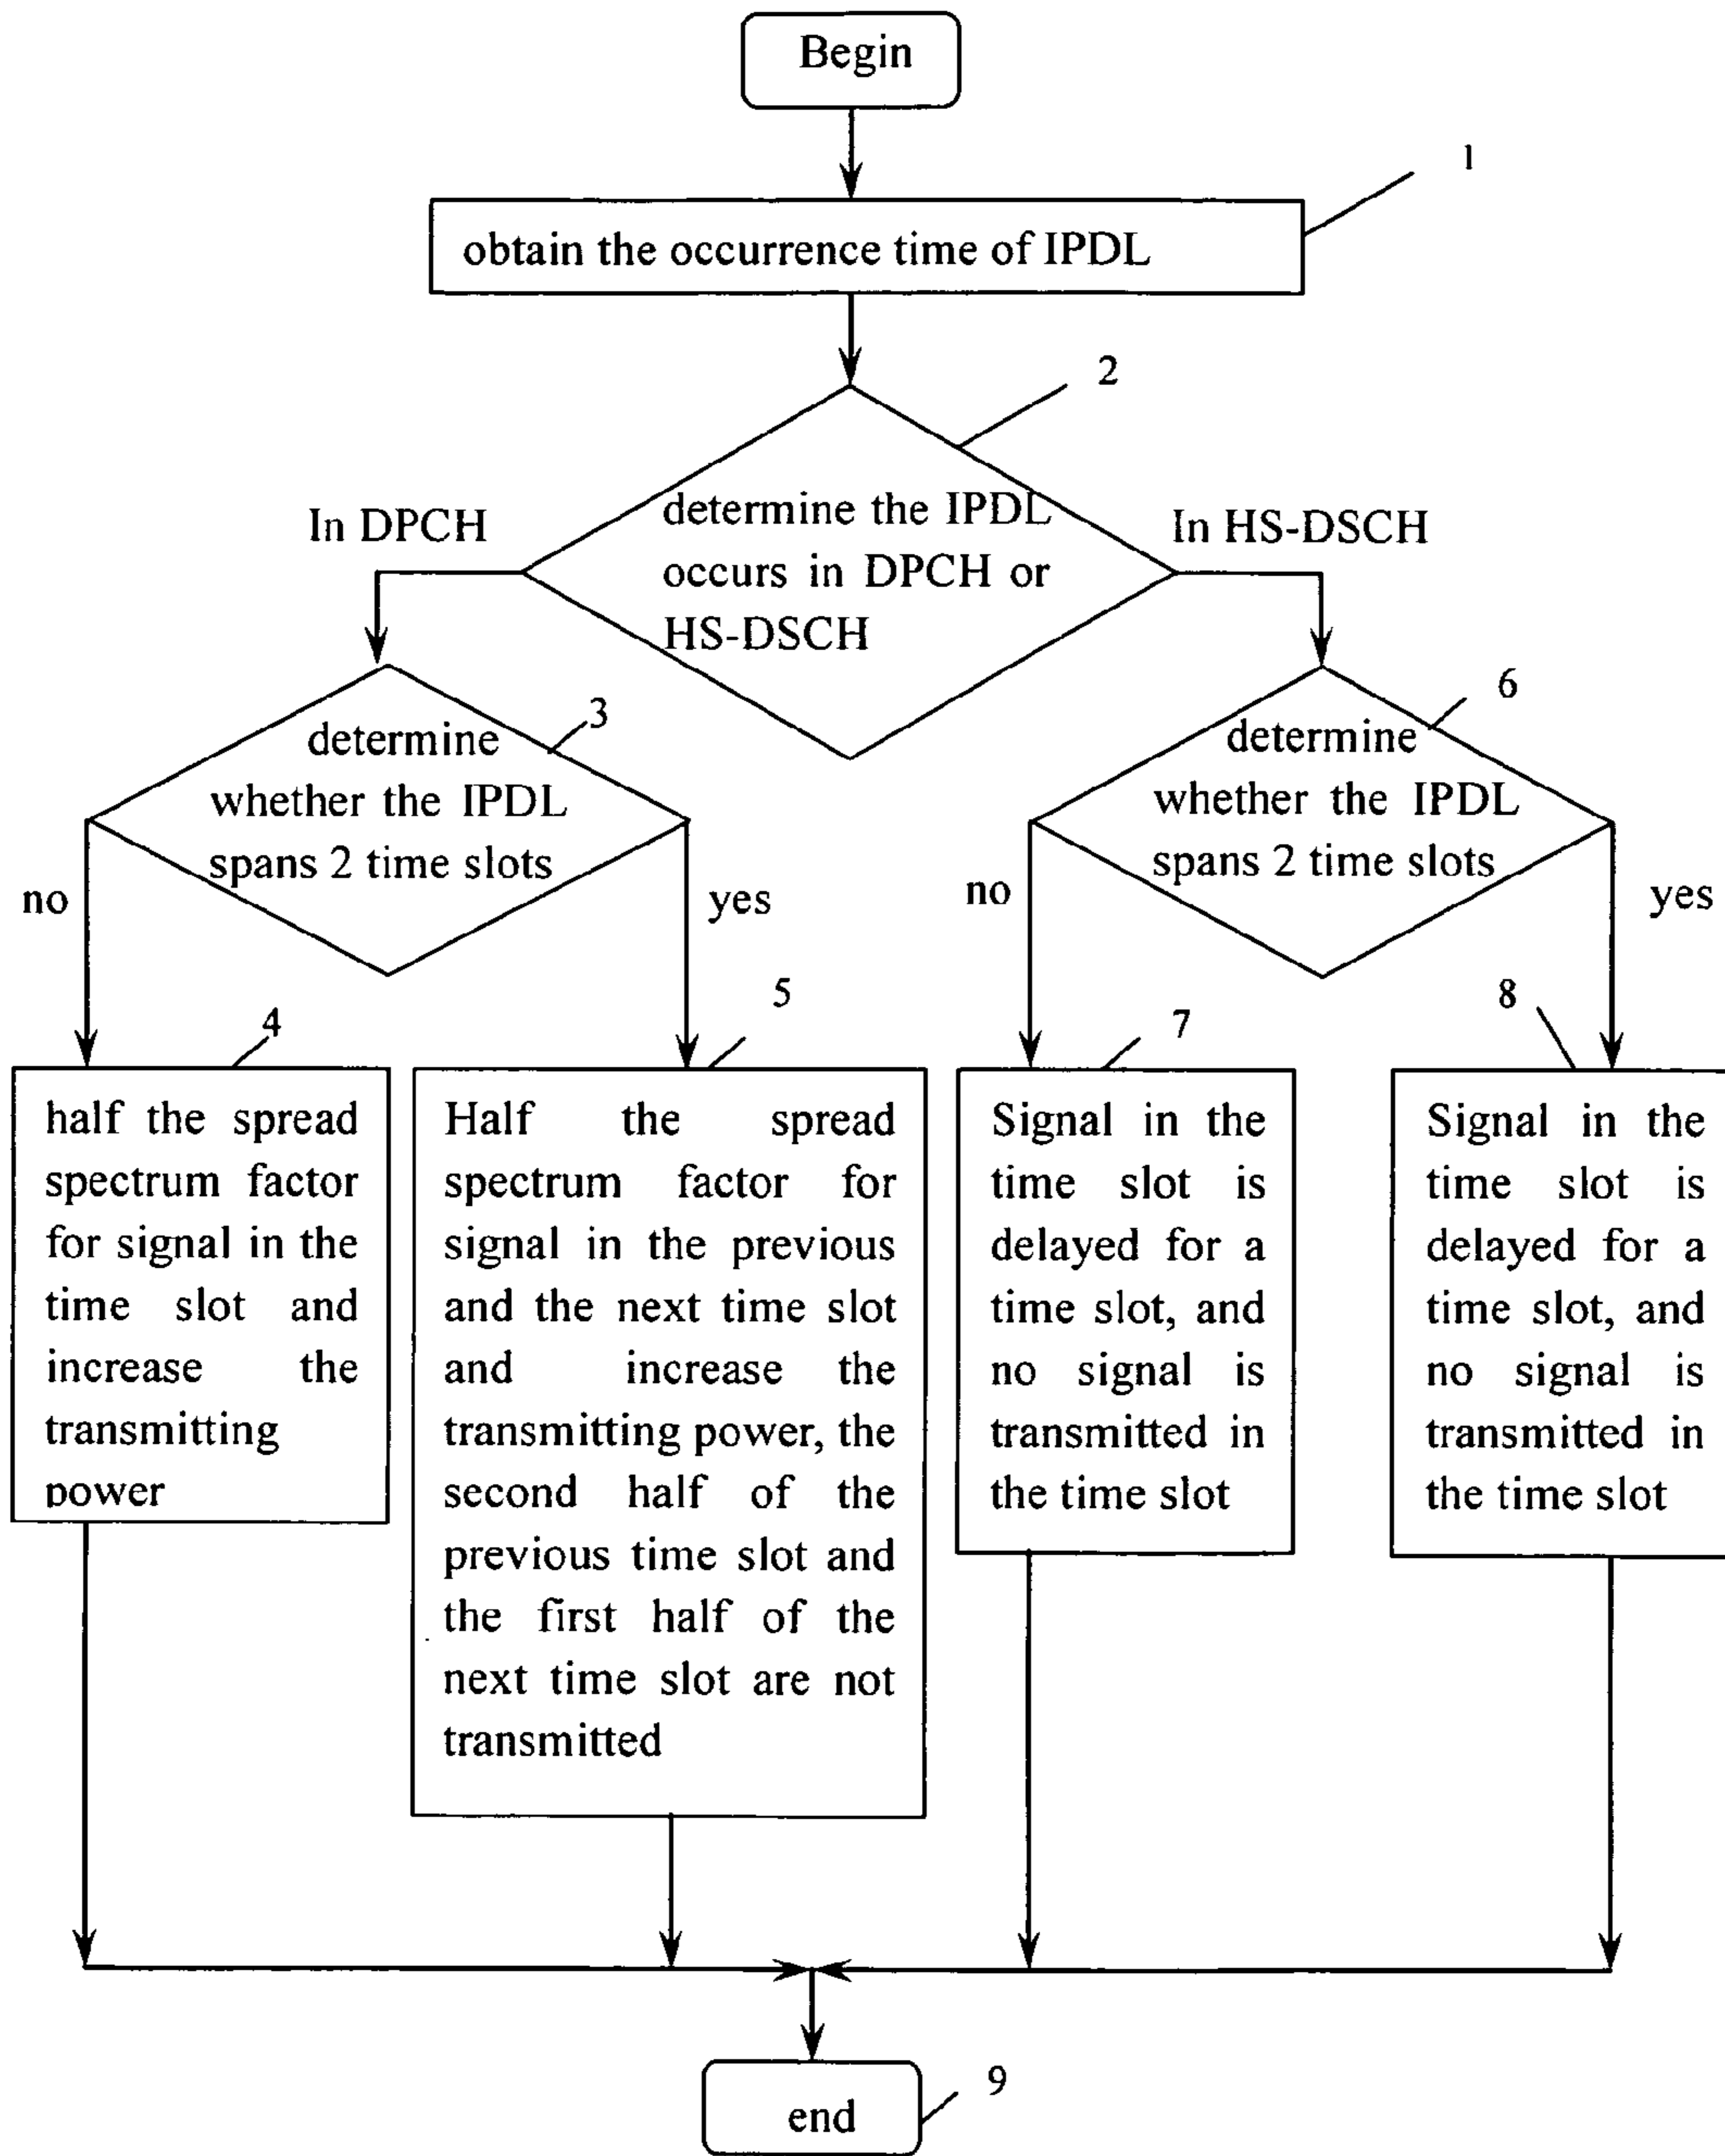 Begin
1
obtain the occurrence time of IPDL
2
In DPCH
determine the IPDL
occurs in DPCH or
HS-DSCH
In HS-DSCH
3
determine
whether the IPDL
spans 2 time slots
no
yes
6
determine
whether the IPDL
spans 2 time slots
no
yes
4
half the spread
spectrum factor
for signal in the
time slot and
increase the
transmitting
power
5
Half the spread
spectrum factor for
signal in the previous
and the next time slot
and increase the
transmitting power, the
second half of the
previous time slot and
the first half of the
next time slot are not
transmitted
7
Signal in the
time slot is
delayed for a
time slot, and
no signal is
transmitted in
the time slot
8
Signal in the
time slot is
delayed for a
time slot, and
no signal is
transmitted in
the time slot
end
9